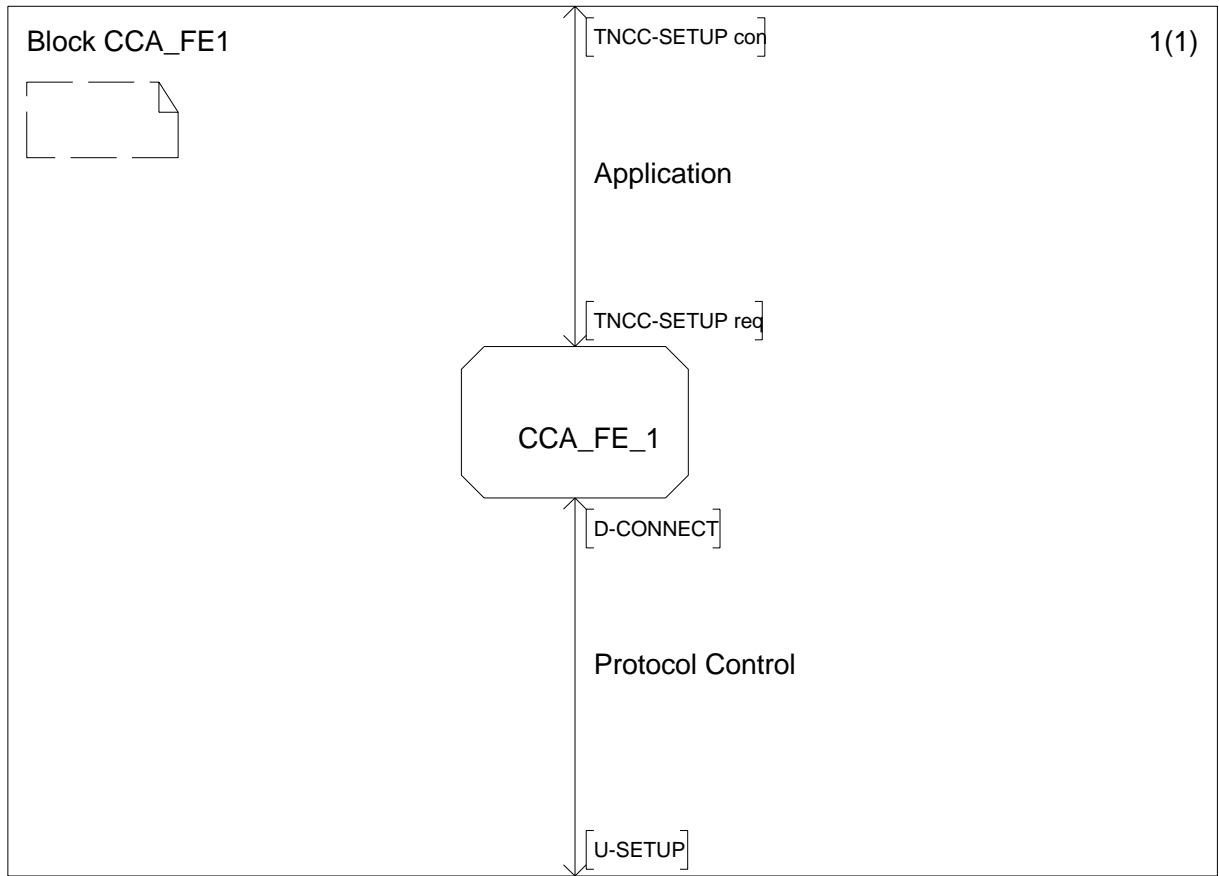 Block CCA_FE1
1(1)
[TNCC-SETUP con]
Application
[TNCC-SETUP req]
CCA_FE_1
[D-CONNECT]
Protocol Control
[U-SETUP]